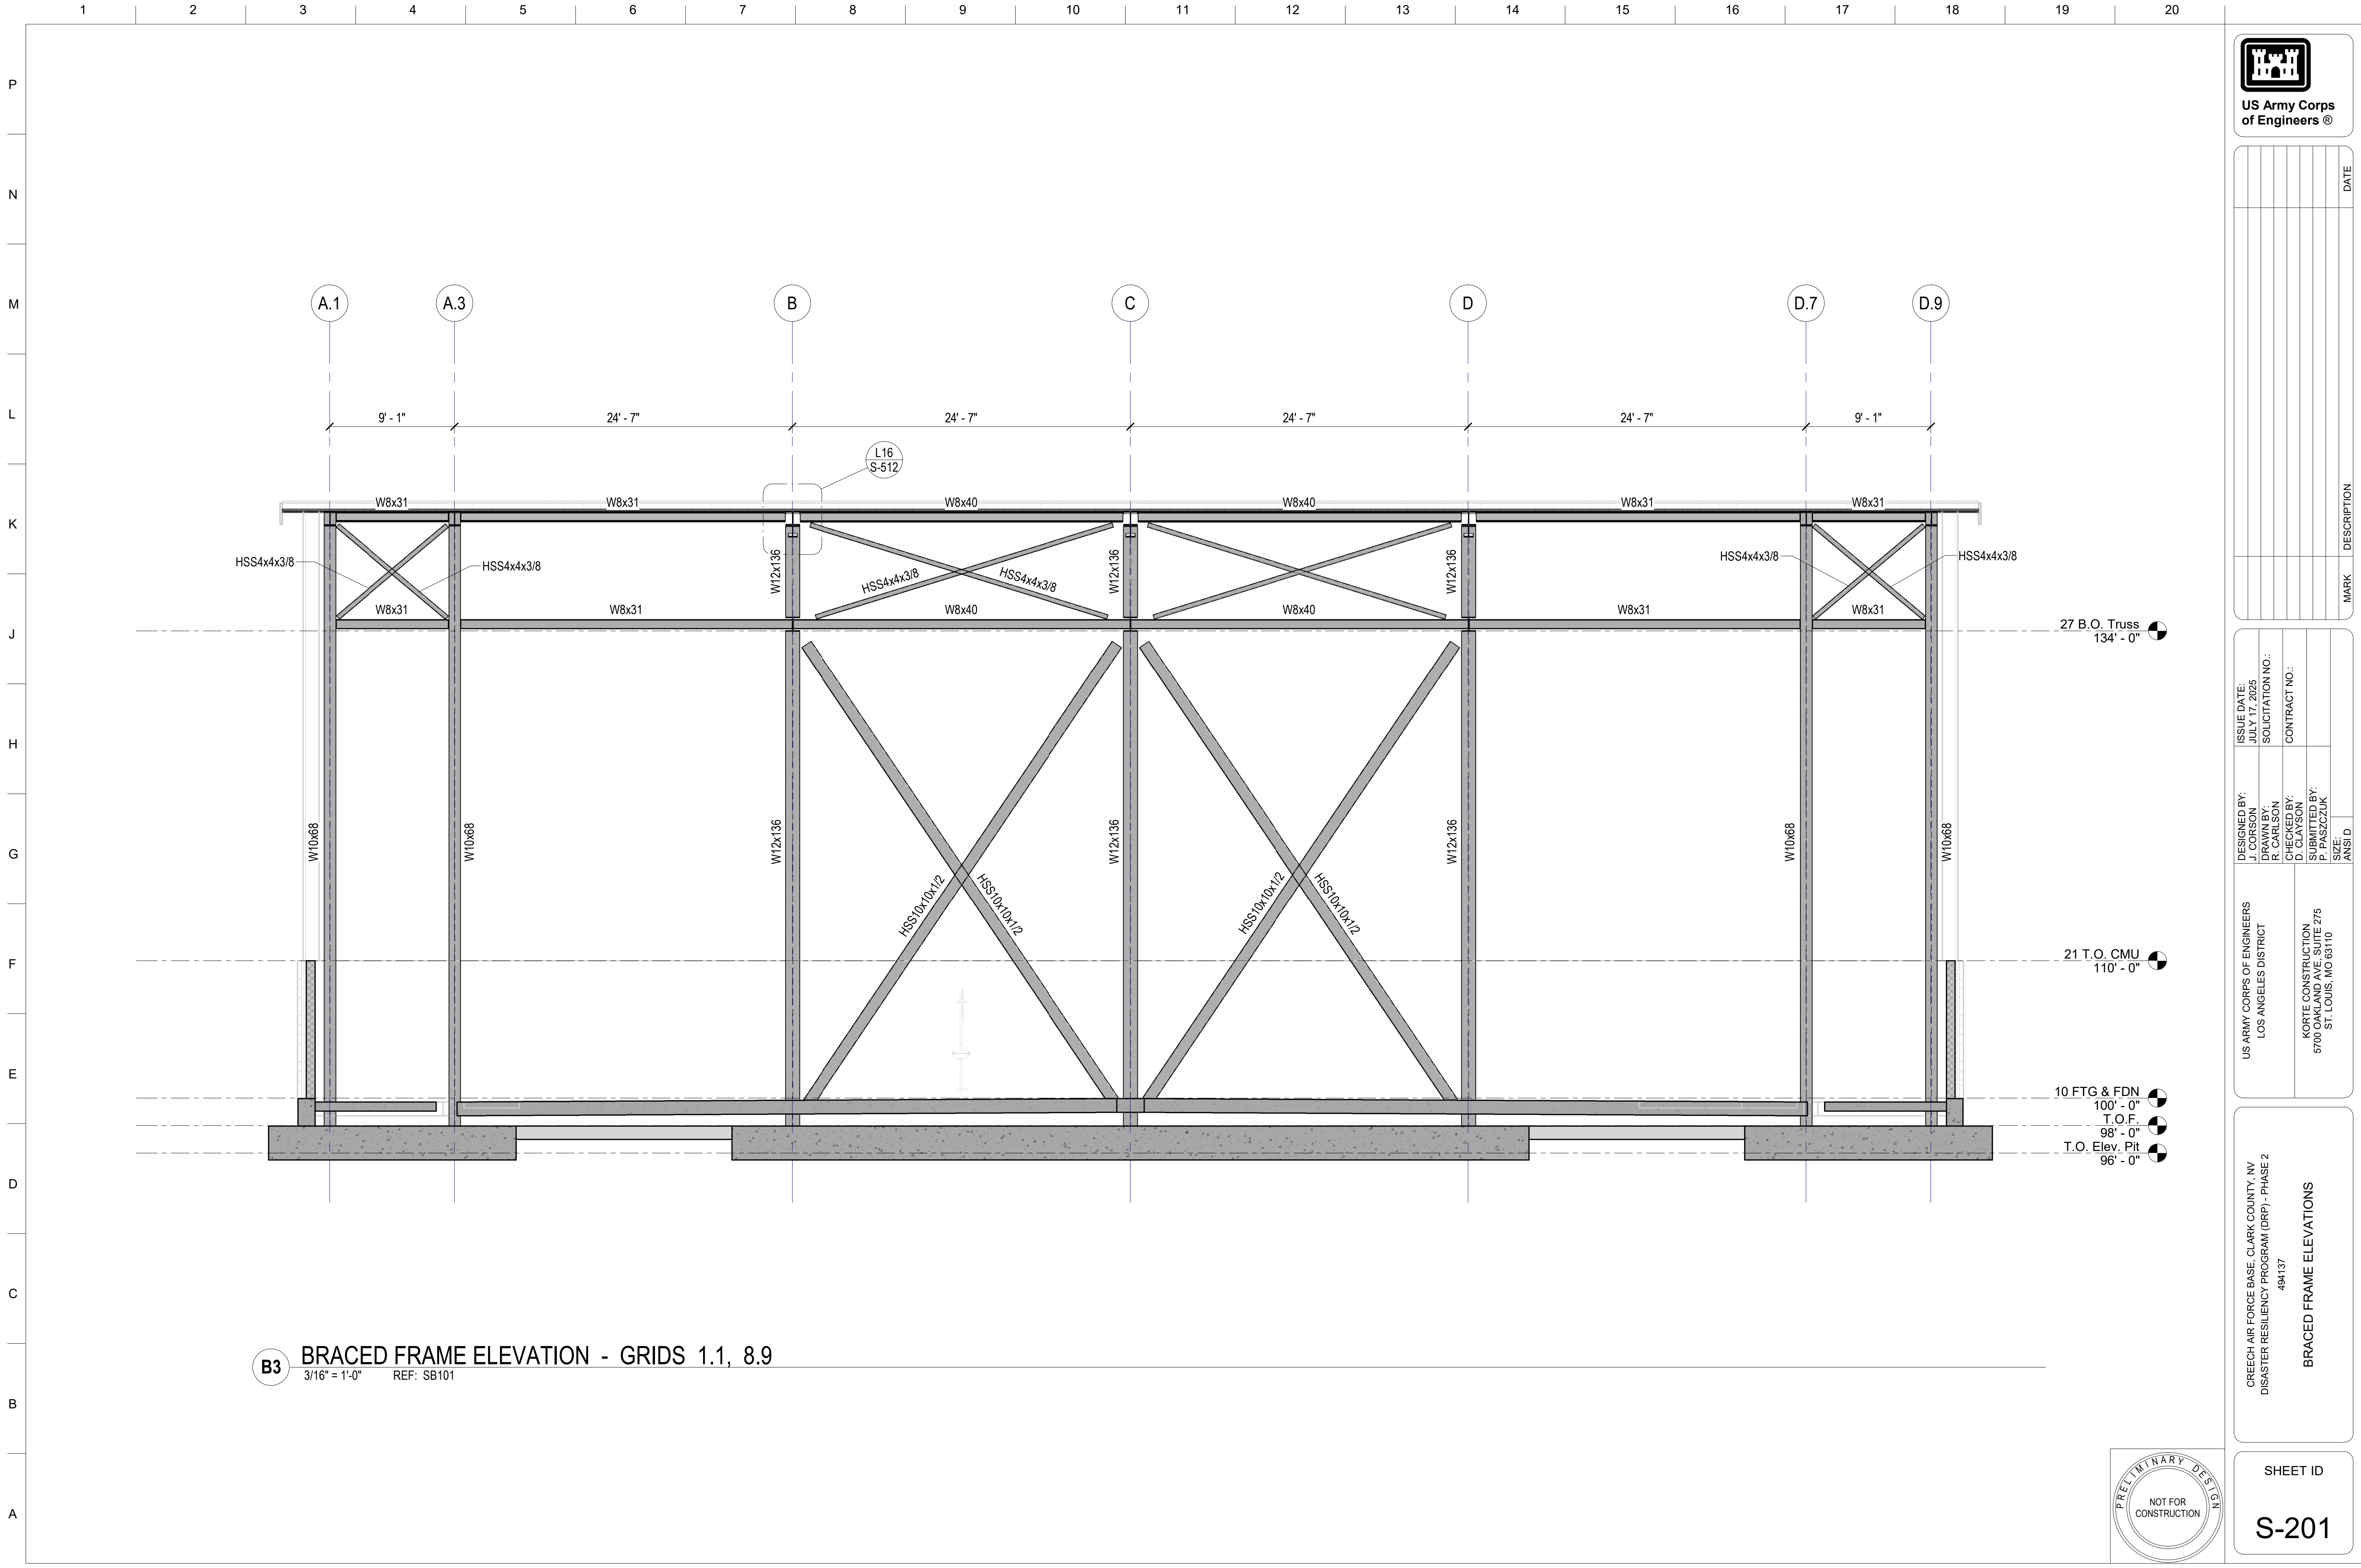 1 2 3 4 5 6 7 8 9 10 11 12 13 14 15 16 17 18 19 20
P
N
M
L
K
J
H
G
F
E
D
C
B
A
A.1 A.3 B C D D.7 D.9
9' - 1" 24' - 7" 24' - 7" 24' - 7" 24' - 7" 9' - 1"
L16
S-512
W8x31 W8x31 W8x40 W8x40 W8x31 W8x31
HSS4x4x3/8 HSS4x4x3/8 W12x136 HSS4x4x3/8 HSS4x4x3/8 W12x136 W12x136 HSS4x4x3/8 HSS4x4x3/8
W8x31 W8x31 W8x40 W8x40 W8x31 W8x31
27 B.O. Truss
134' - 0"
W10x68 W10x68 W12x136 W12x136 W12x136 W10x68 W10x68
HSS10x10x1/2 HSS10x10x1/2 HSS10x10x1/2 HSS10x10x1/2
21 T.O. CMU
110' - 0"
10 FTG & FDN
100' - 0"
T.O.F.
98' - 0"
T.O. Elev. Pit
96' - 0"
B3
BRACED FRAME ELEVATION - GRIDS 1.1, 8.9
3/16" = 1'-0" REF: SB101
PRELIMINARY DESIGN
NOT FOR
CONSTRUCTION
US Army Corps
of Engineers ®
MARK DESCRIPTION DATE
DESIGNED BY:
J. CORSON
DRAWN BY:
R. CARLSON
CHECKED BY:
D. CLAYSON
SUBMITTED BY:
P. PASZCZUK
SIZE:
ANSI D
ISSUE DATE:
JULY 17, 2025
SOLICITATION NO.:
CONTRACT NO.:
US ARMY CORPS OF ENGINEERS
LOS ANGELES DISTRICT
KORTE CONSTRUCTION
5700 OAKLAND AVE, SUITE 275
ST. LOUIS, MO 63110
CREECH AIR FORCE BASE, CLARK COUNTY, NV
DISASTER RESILIENCY PROGRAM (DRP) - PHASE 2
494137
BRACED FRAME ELEVATIONS
SHEET ID
S-201